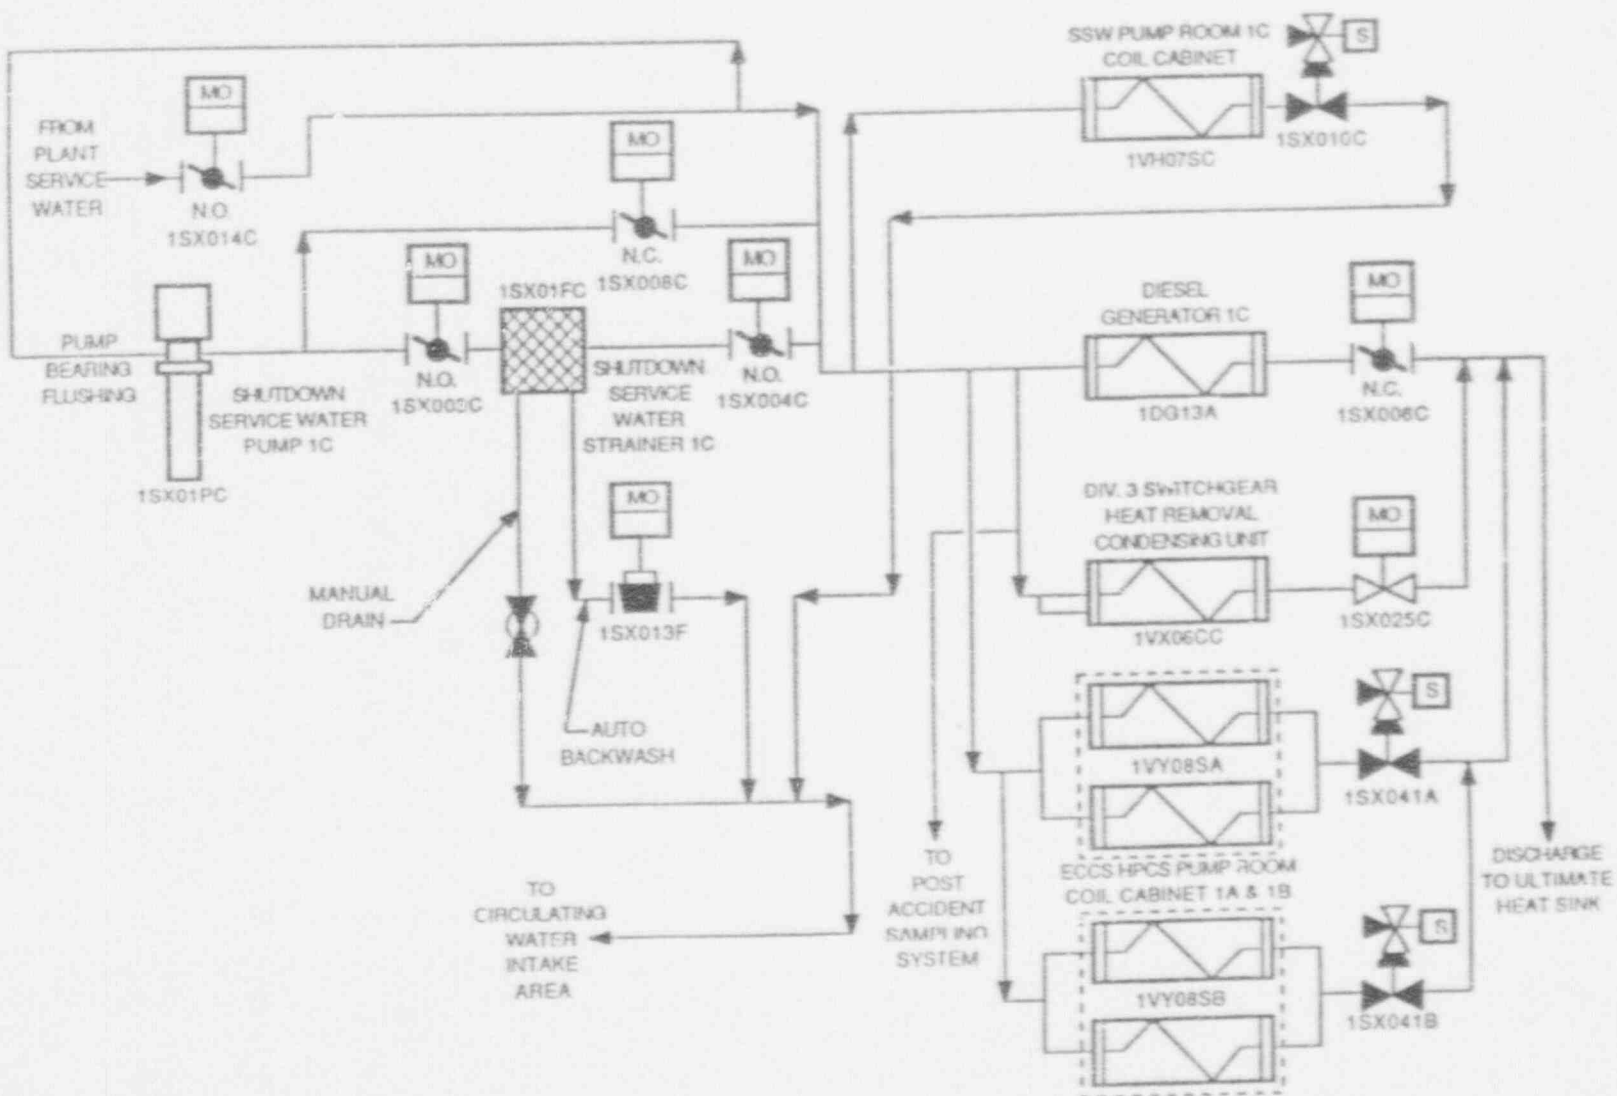 SSW PUMP ROOM 1C
COIL CABINET
S
1VH07SC
1SX010C
MO
FROM
PLANT
SERVICE
WATER
N.O.
1SX014C
MO
N.C.
1SX008C
MO
N.O.
1SX003C
1SX01FC
MO
N.O.
1SX004C
PUMP
BEARING
FLUSHING
SHUTDOWN
SERVICE WATER
PUMP 1C
1SX01PC
SHUTDOWN
SERVICE
WATER
STRAINER 1C
DIESEL
GENERATOR 1C
1DG13A
MO
N.C.
1SX006C
MANUAL
DRAIN
MO
1SX013F
AUTO
BACKWASH
DIV. 3 SWITCHGEAR
HEAT REMOVAL
CONDENSING UNIT
1VX06CC
MO
1SX025C
1VY08SA
S
1SX041A
ECCS HPCS PUMP ROOM
COIL CABINET 1A & 1B
1VY08SB
S
1SX041B
TO
CIRCULATING
WATER
INTAKE
AREA
TO
POST
ACCIDENT
SAMPLING
SYSTEM
DISCHARGE
TO ULTIMATE
HEAT SINK